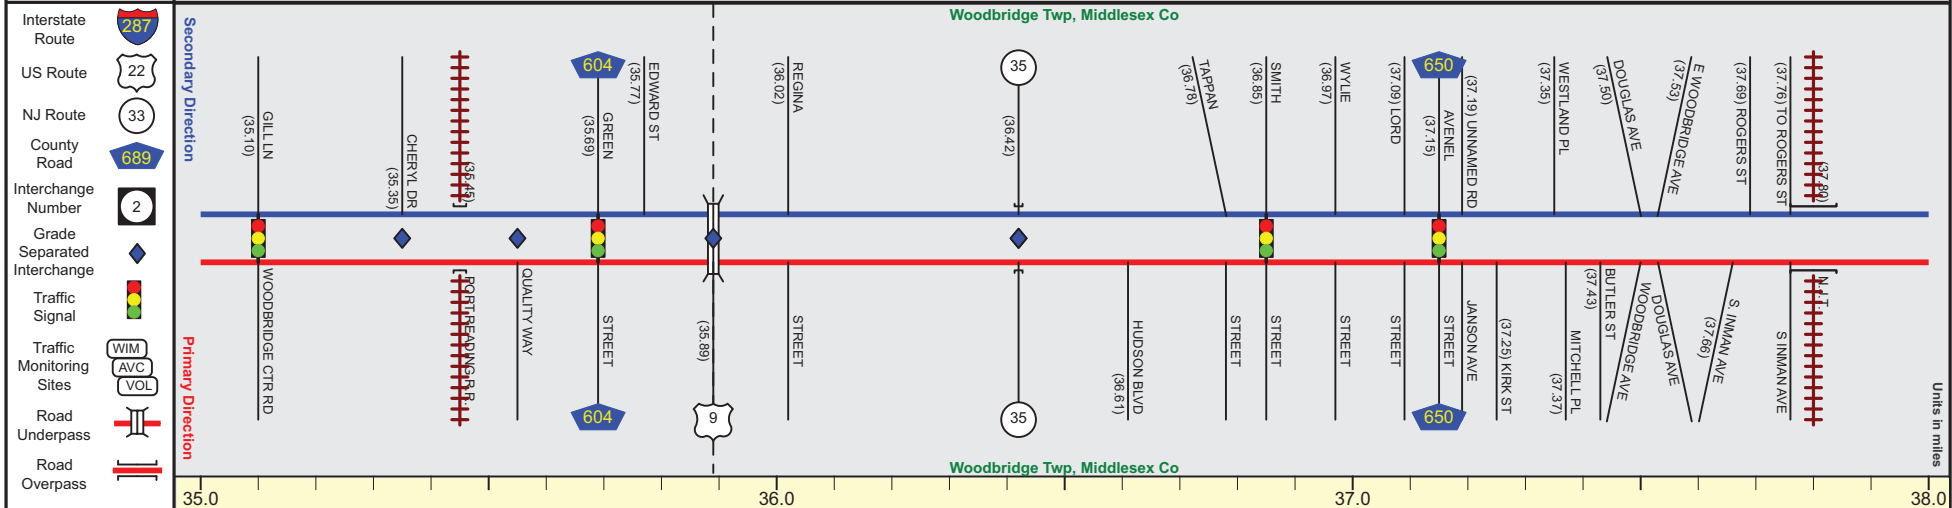 Interstate
Route
287
US Route
22
NJ Route
33
County
Road
689
Interchange
Number
2
Grade
Separated
Interchange
Traffic
Signal
Traffic
Monitoring
Sites
WIM
AVC
VOL
Road
Underpass
Road
Overpass
Secondary Direction
Primary Direction
Woodbridge Twp, Middlesex Co
GILL LN
(35.10)
CHERYL DR
(35.35)
(35.45)
604
GREEN
(35.69)
EDWARD ST
(35.77)
REGINA
(36.02)
35
(36.42)
TAPPAN
(36.78)
SMITH
(36.85)
WYLIE
(36.97)
(37.09) LORD
650
AVENEL
(37.15)
(37.19) UNNAMED RD
WESTLAND PL
(37.35)
DOUGLAS AVE
(37.50)
E WOODBRIDGE AVE
(37.53)
(37.69) ROGERS ST
(37.76) TO ROGERS ST
(37.80)
WOODBRIDGE CTR RD
PORT READING R.R.
QUALITY WAY
STREET
604
(35.89)
9
STREET
35
HUDSON BLVD
(36.61)
STREET
STREET
STREET
STREET
STREET
650
JANSON AVE
(37.25) KIRK ST
MITCHELL PL
(37.37)
BUTLER ST
(37.43)
WOODBRIDGE AVE
DOUGLAS AVE
S. INMAN AVE
(37.66)
S INMAN AVE
N.J.T.
Units in miles
Woodbridge Twp, Middlesex Co
35.0
36.0
37.0
38.0